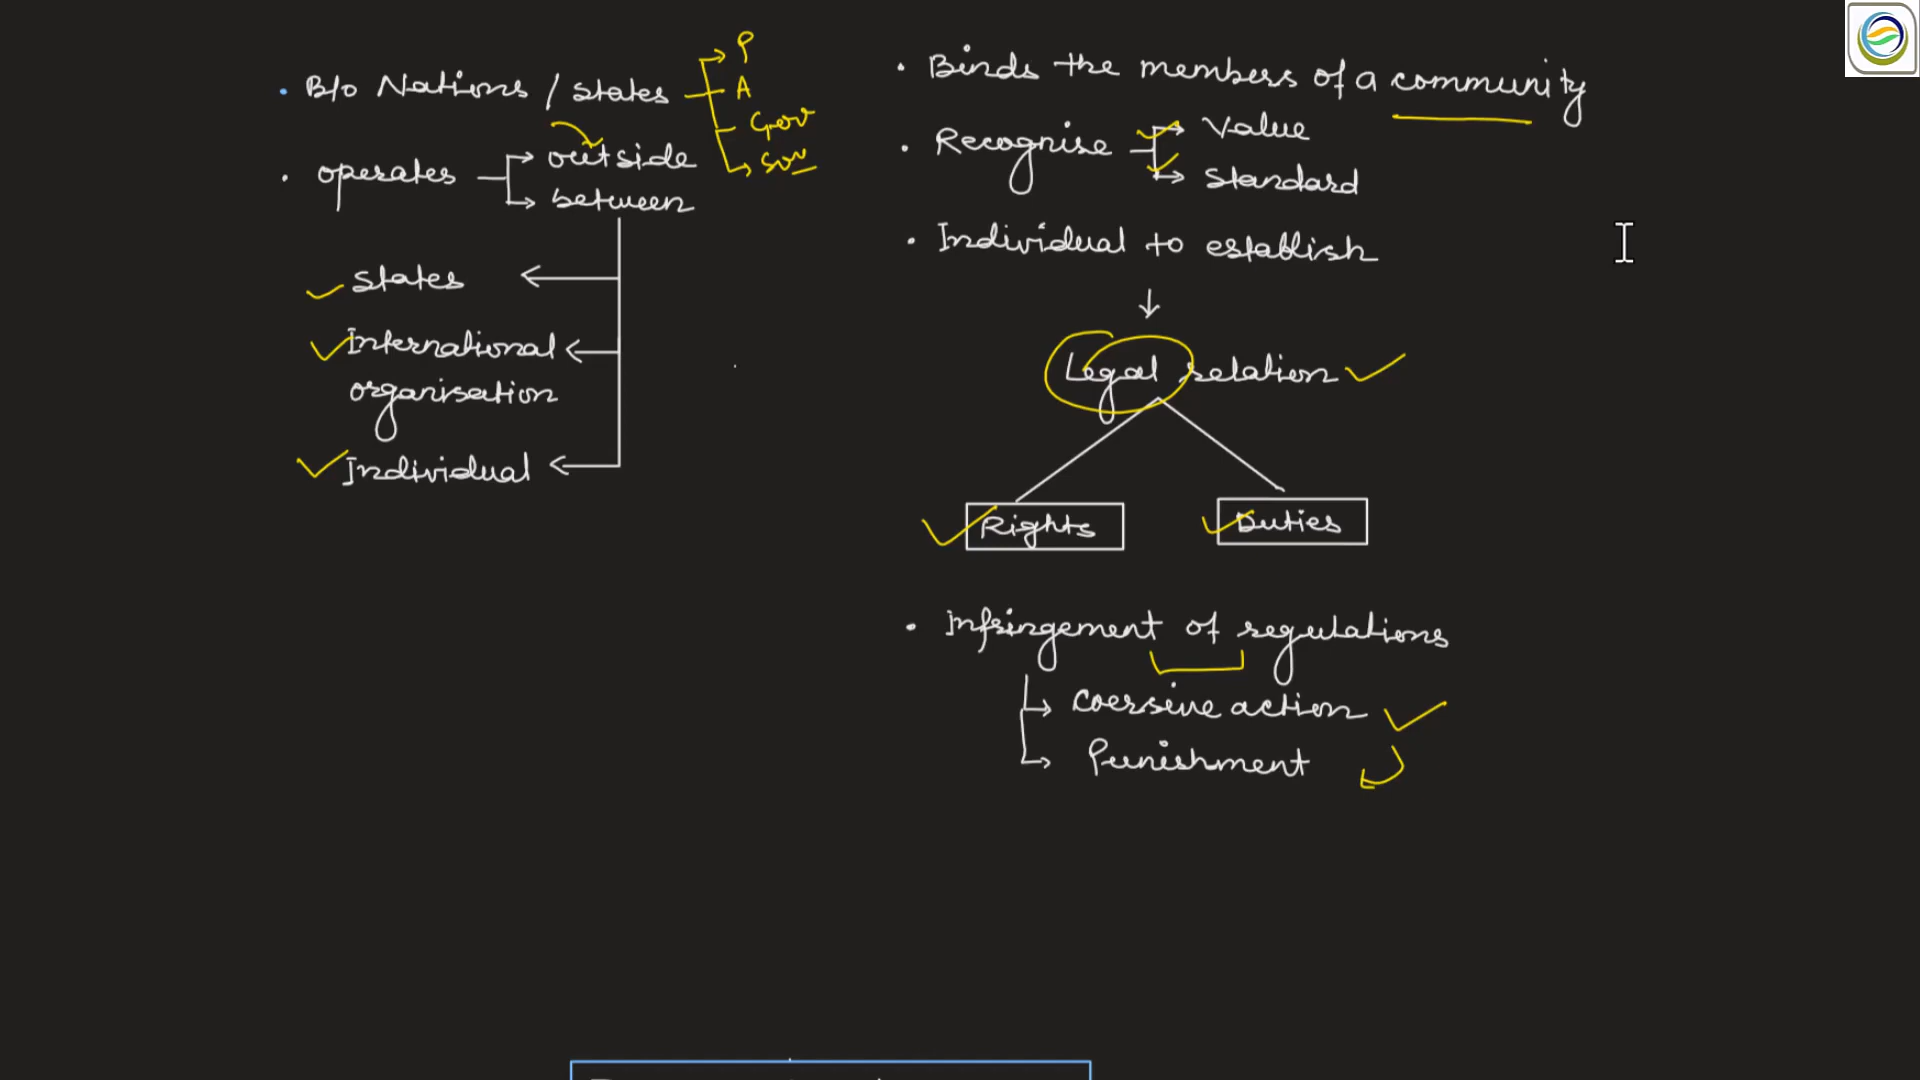 • B/o Nations / states
P
A
Gov
Sov
• operates
outside
between
states
International
organisation
Individual
• Binds the members of a community
• Recognise
Value
Standard
• Individual to establish
Legal relation
Rights
Duties
• Infringement of regulations
Coersive action
Punishment